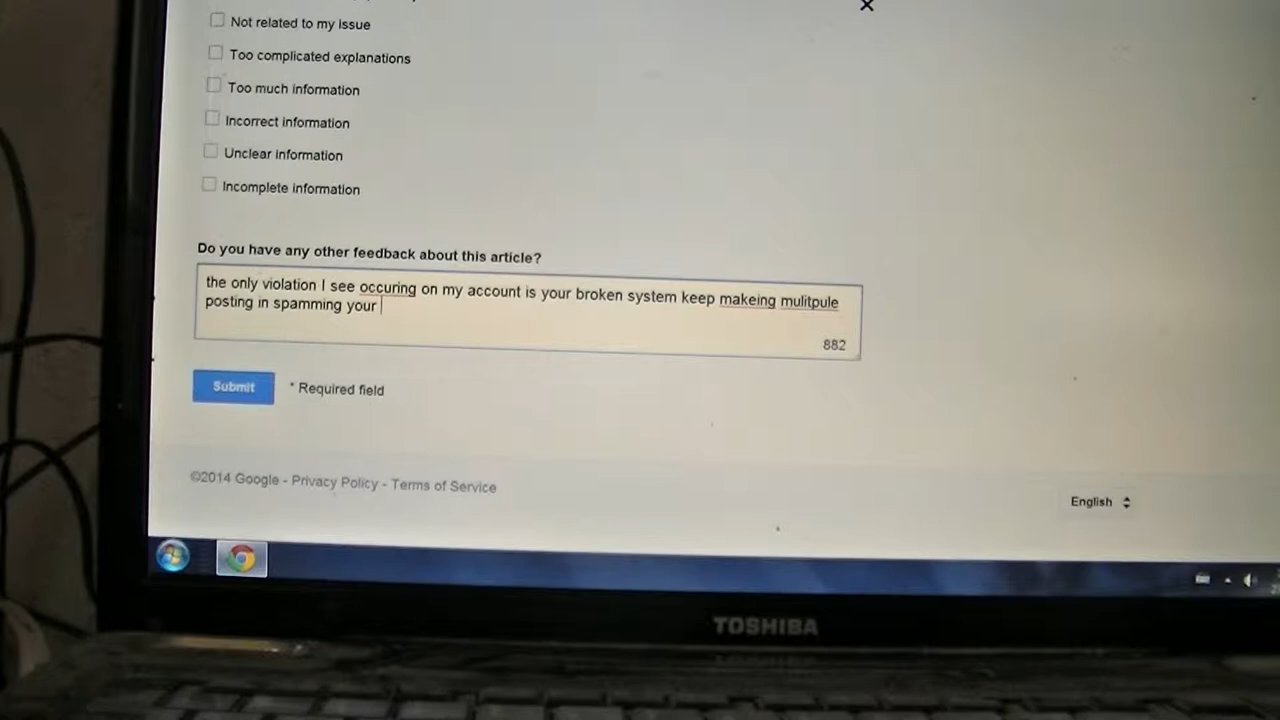 Not related to my issue
Too complicated explanations
Too much information
Incorrect information
Unclear information
Incomplete information
Do you have any other feedback about this article?
the only violation I see occuring on my account is your broken system keep makeing mulitpule
posting in spamming your
882
Submit * Required field
©2014 Google - Privacy Policy - Terms of Service
English
TOSHIBA